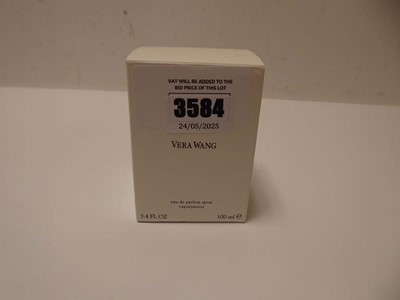 VAT WILL BE ADDED TO THE
BID PRICE OF THIS LOT
3584
24/05/2025
VERA WANG
eau de parfum spray
vaporisateur
3.4 FL OZ 100 ml ℮